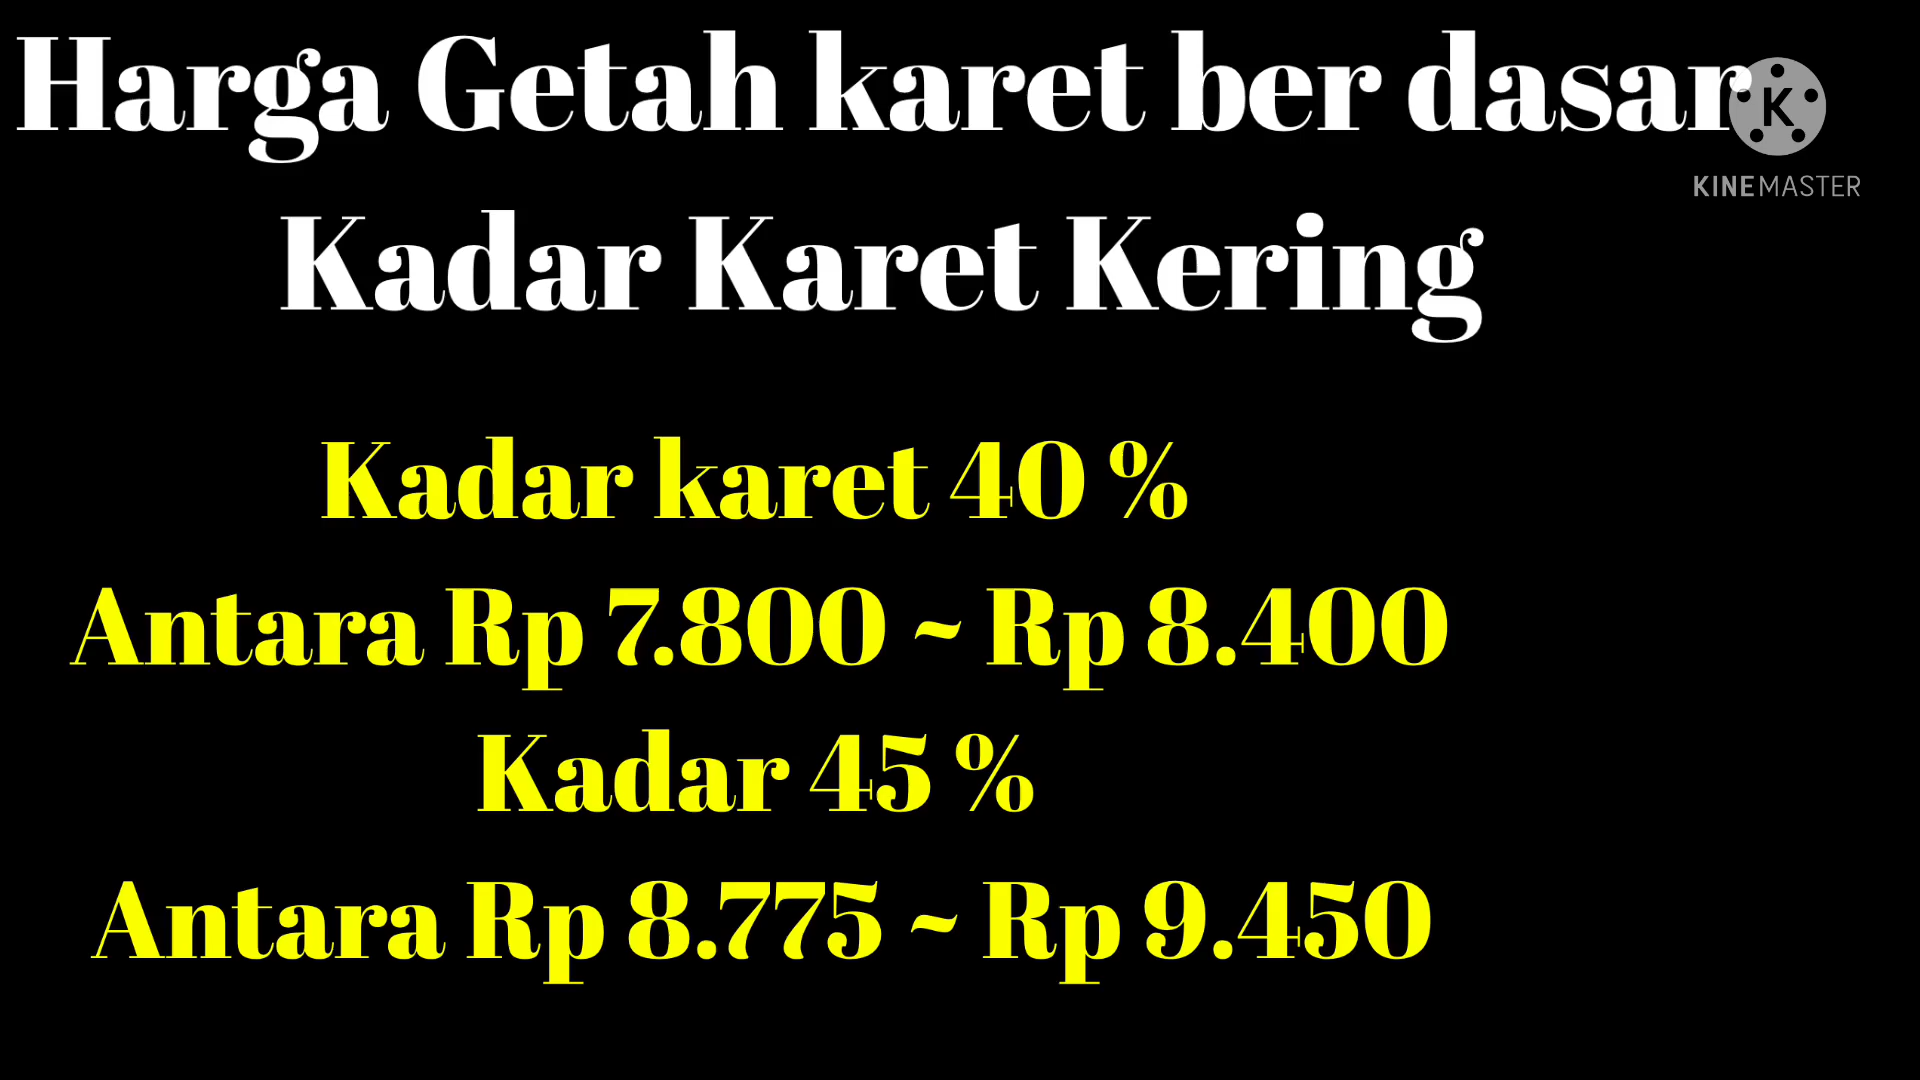 Harga Getah karet ber dasar
Kadar Karet Kering
KINEMASTER
Kadar karet 40 %
Antara Rp 7.800 ~ Rp 8.400
Kadar 45 %
Antara Rp 8.775 ~ Rp 9.450